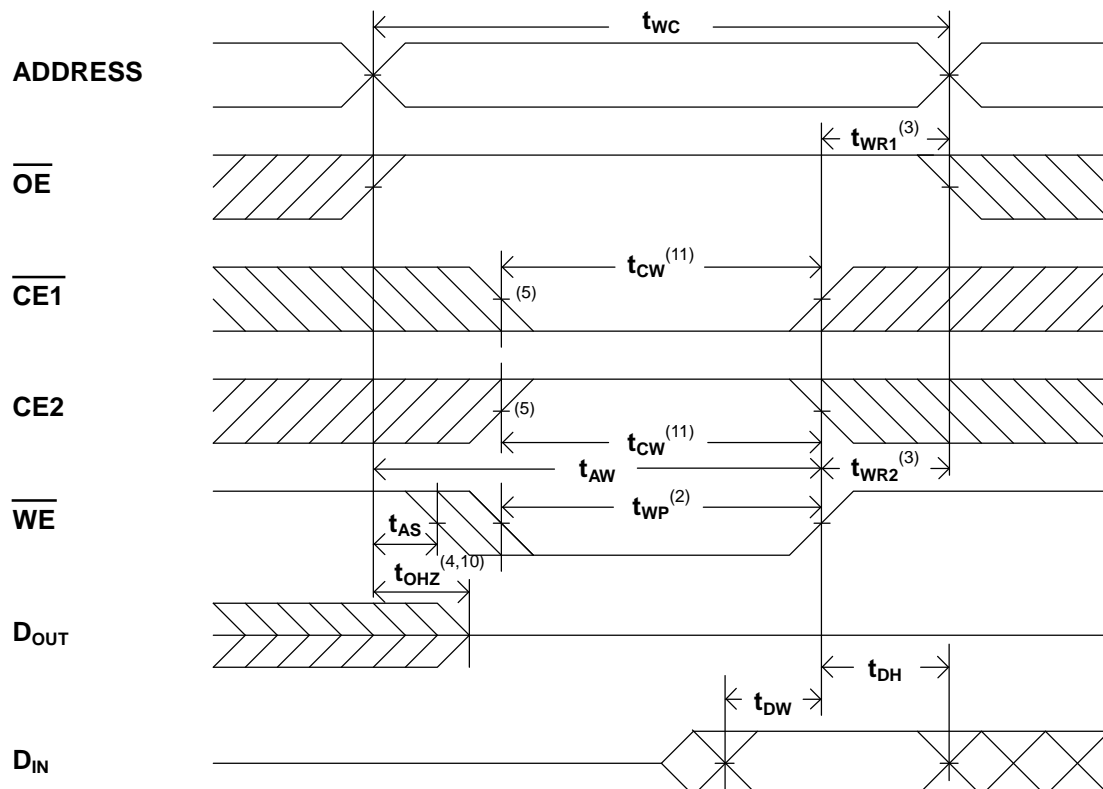 tWC
ADDRESS
tWR1(3)
OE
tCW(11)
CE1
(5)
CE2
(5)
tCW(11)
tAW
tWR2(3)
WE
tWP(2)
tAS
tOHZ(4,10)
DOUT
tDH
tDW
DIN